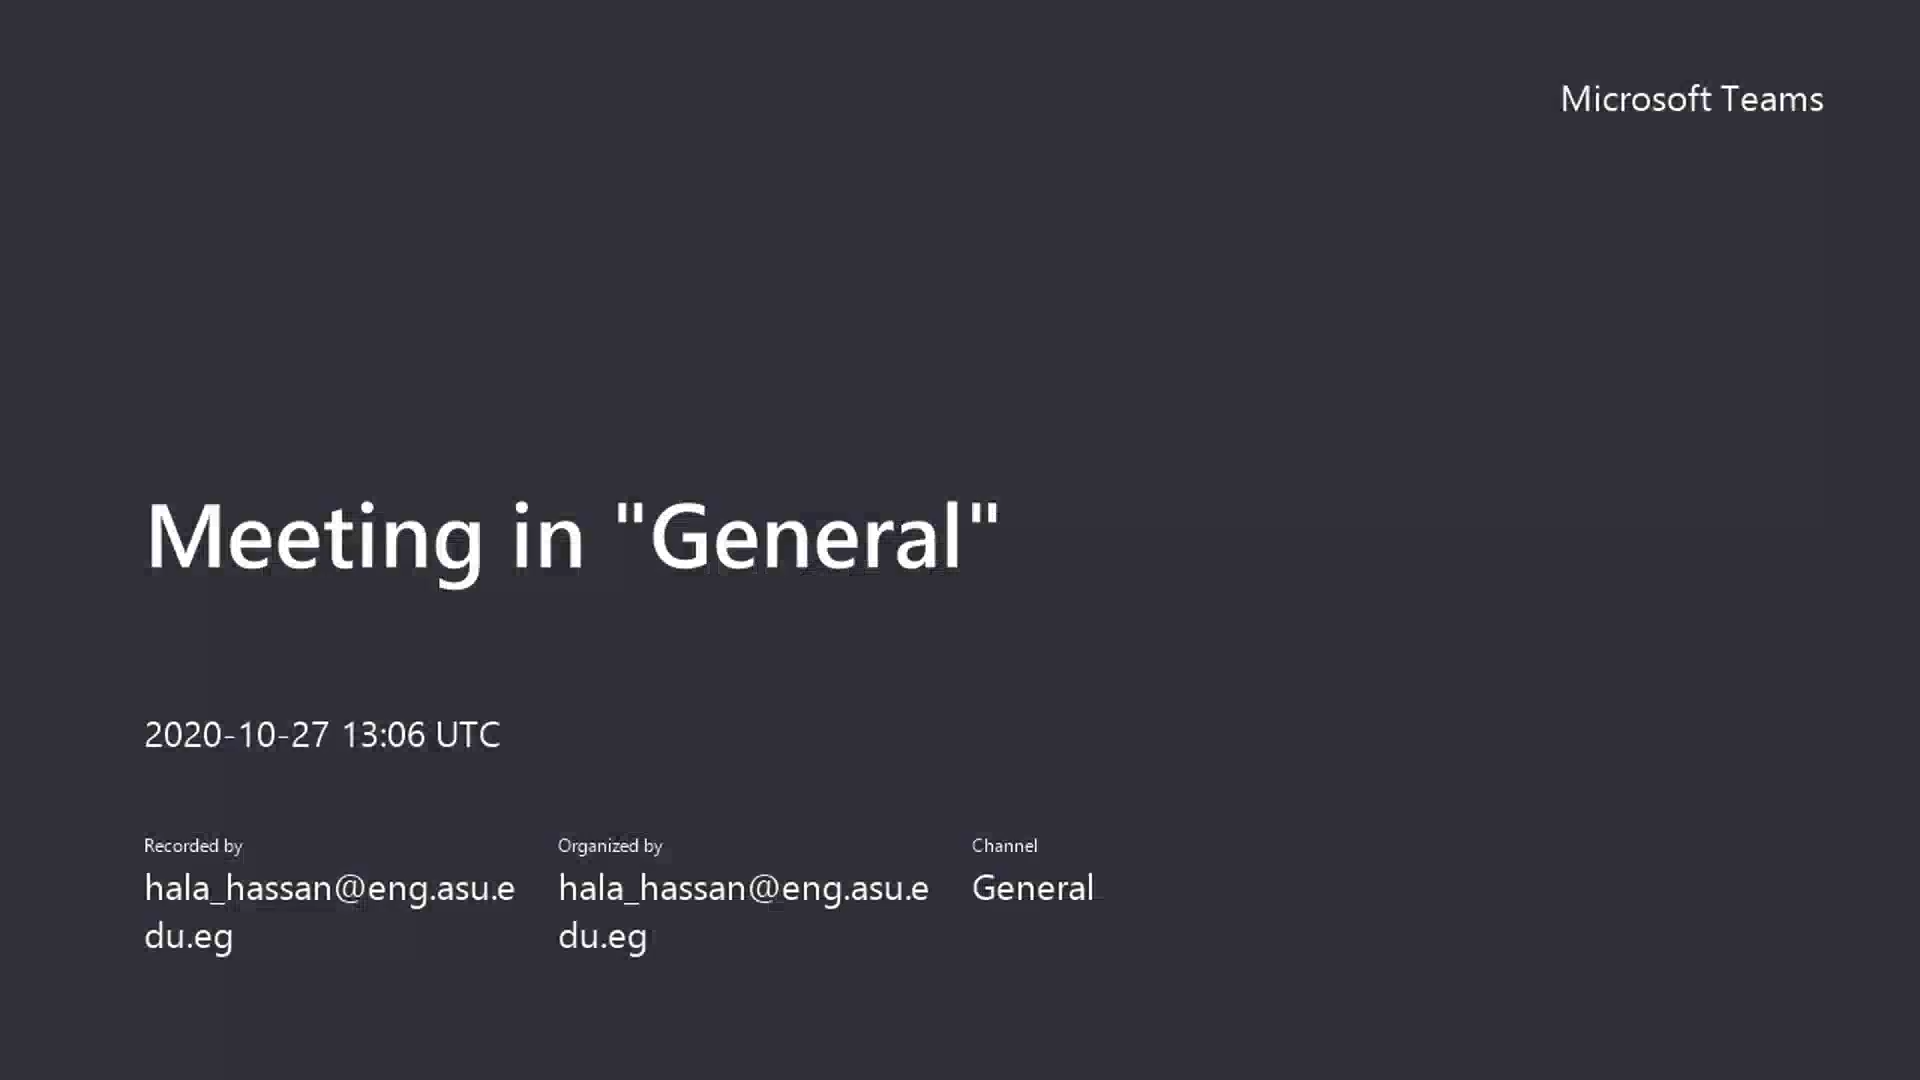 Microsoft Teams
Meeting in "General"
2020-10-27 13:06 UTC
Recorded by
hala_hassan@eng.asu.e
du.eg
Organized by
hala_hassan@eng.asu.e
du.eg
Channel
General